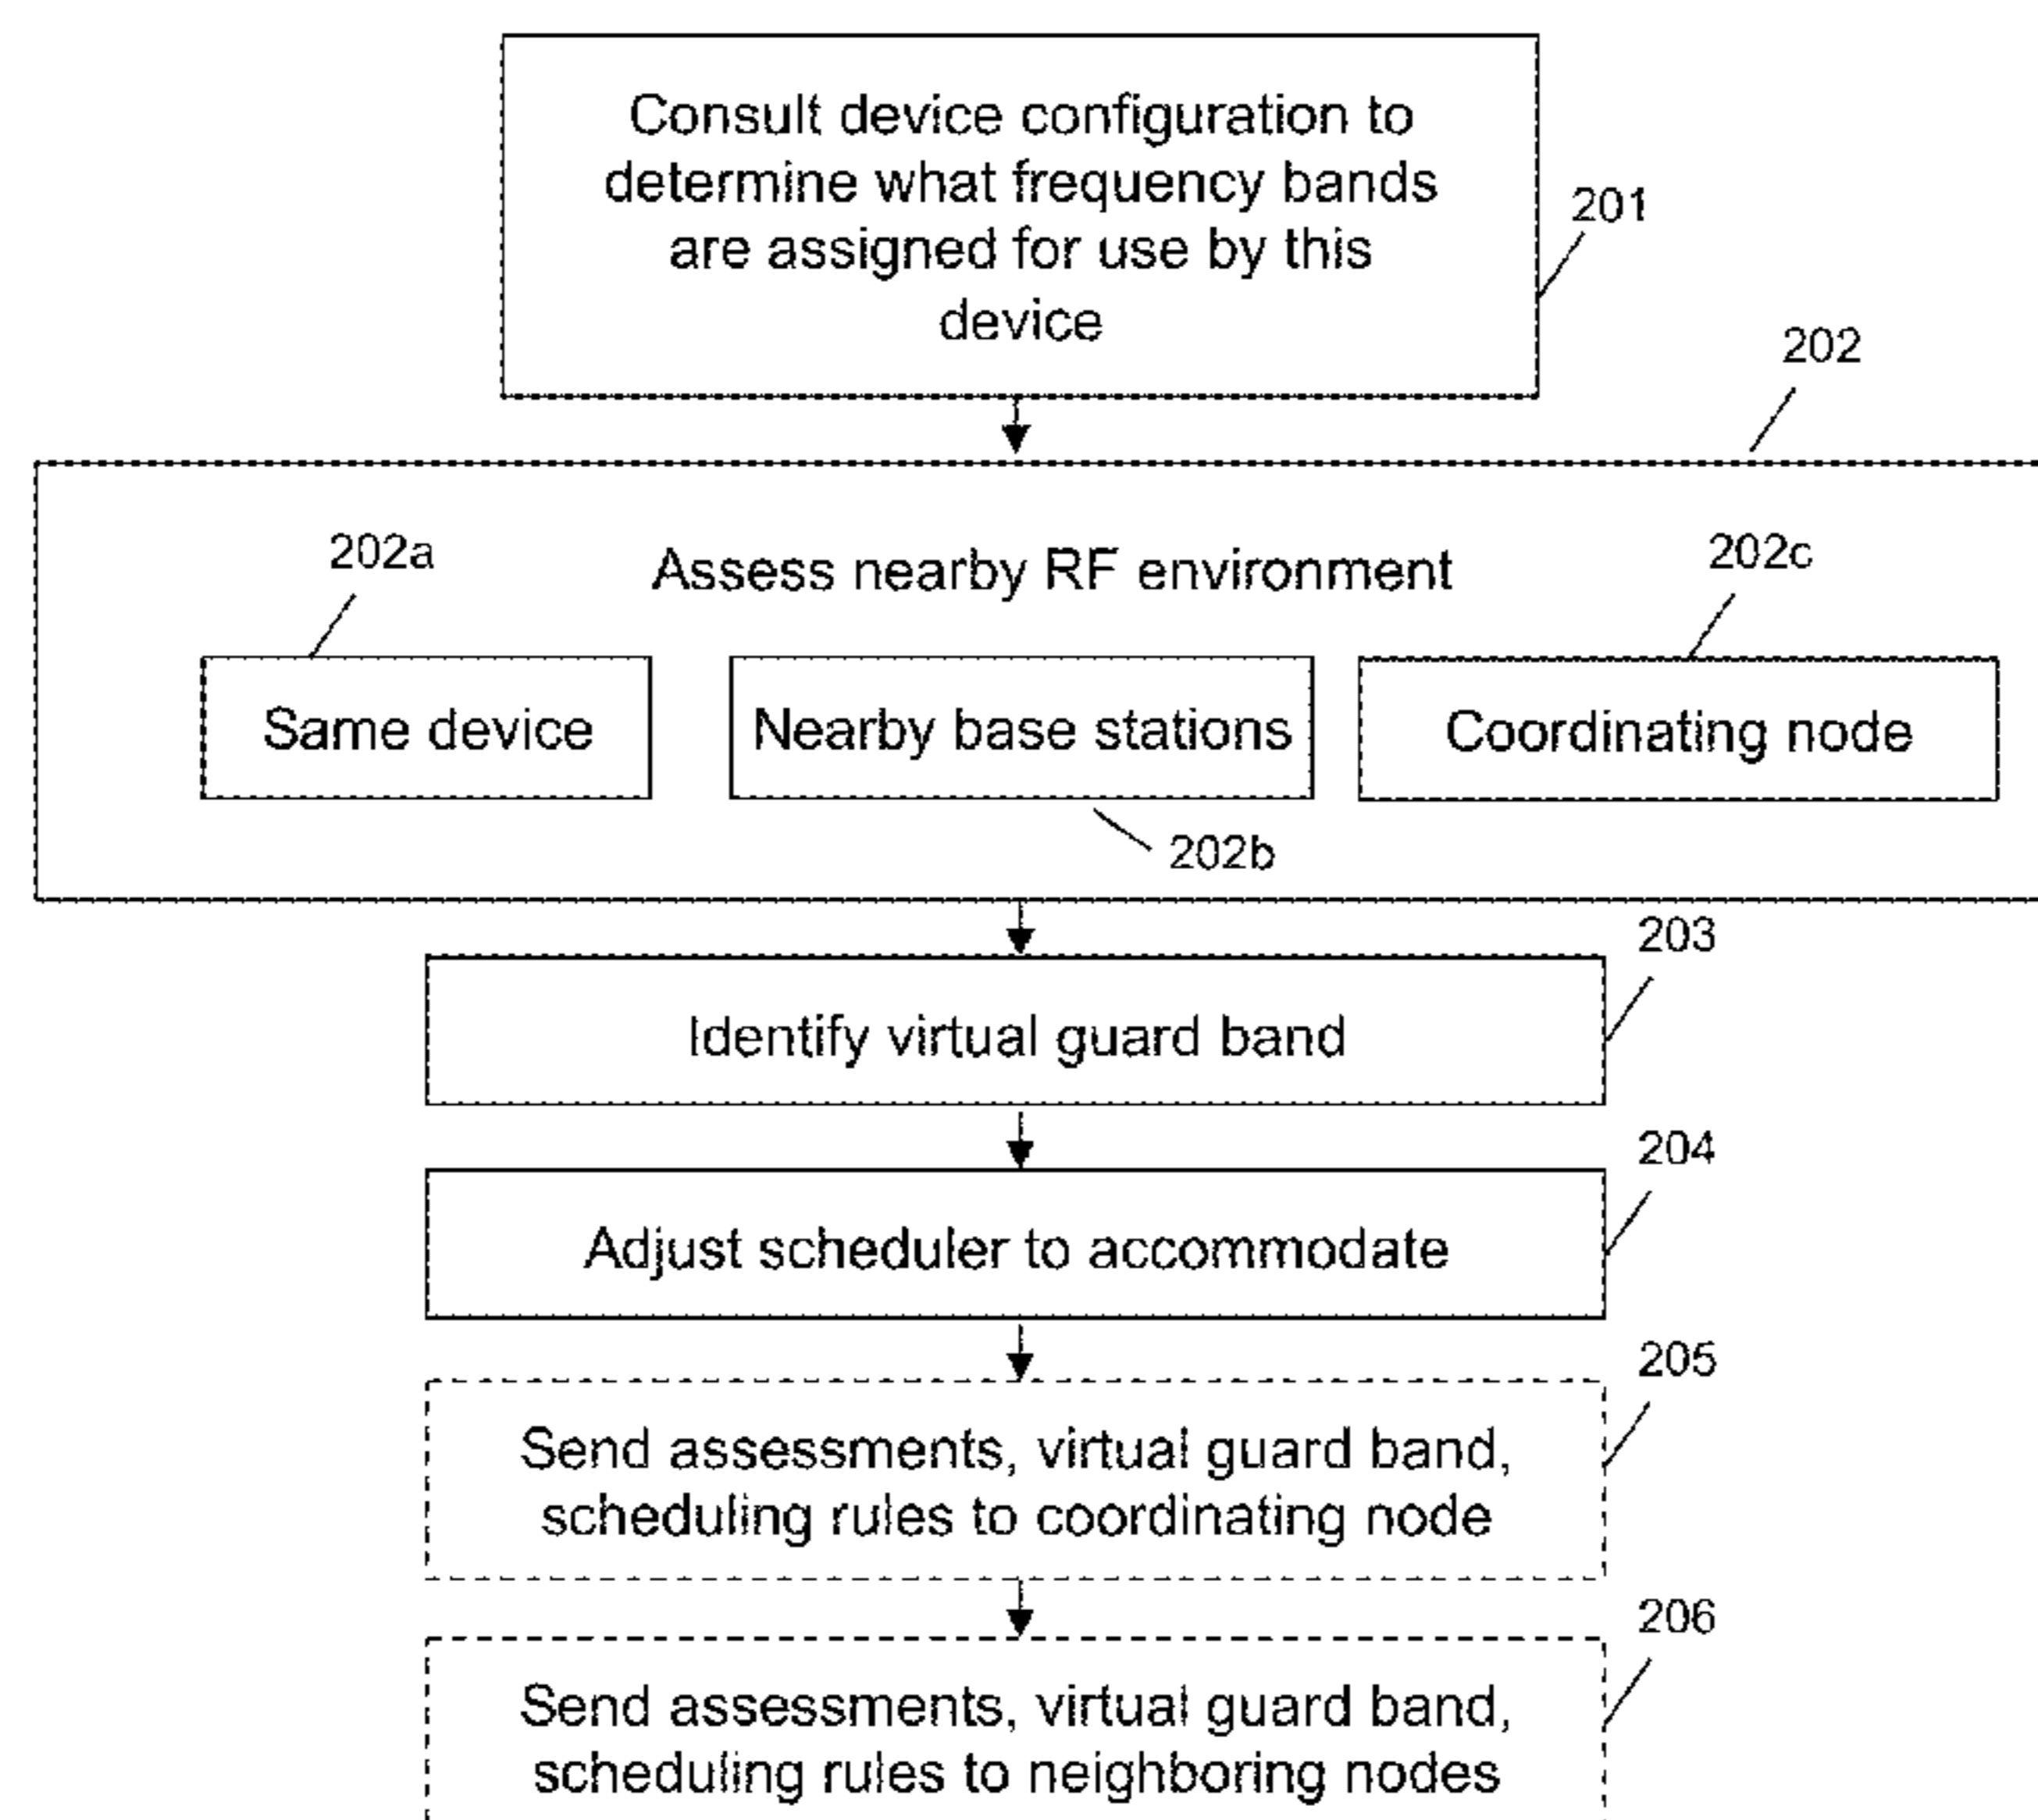 Consult device configuration to
determine what frequency bands
are assigned for use by this
device
201
202
202a
Assess nearby RF environment
202c
Same device
Nearby base stations
Coordinating node
202b
203
Identify virtual guard band
204
Adjust scheduler to accommodate
205
Send assessments, virtual guard band,
scheduling rules to coordinating node
206
Send assessments, virtual guard band,
scheduling rules to neighboring nodes